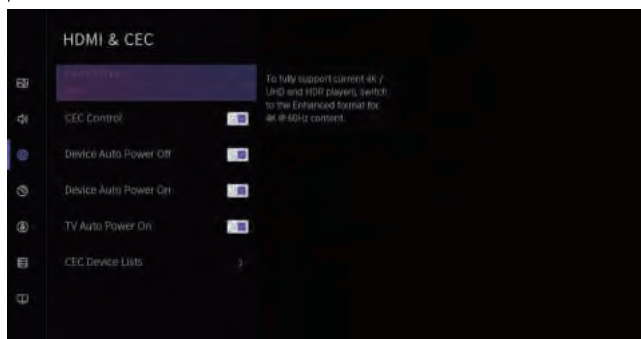 HDMI & CEC
To fully support current 4K /
UHD and HDR players, switch
to the Enhanced format for
4K @ 60Hz content.
CEC Control
Device Auto Power Off
Device Auto Power On
TV Auto Power On
CEC Device Lists